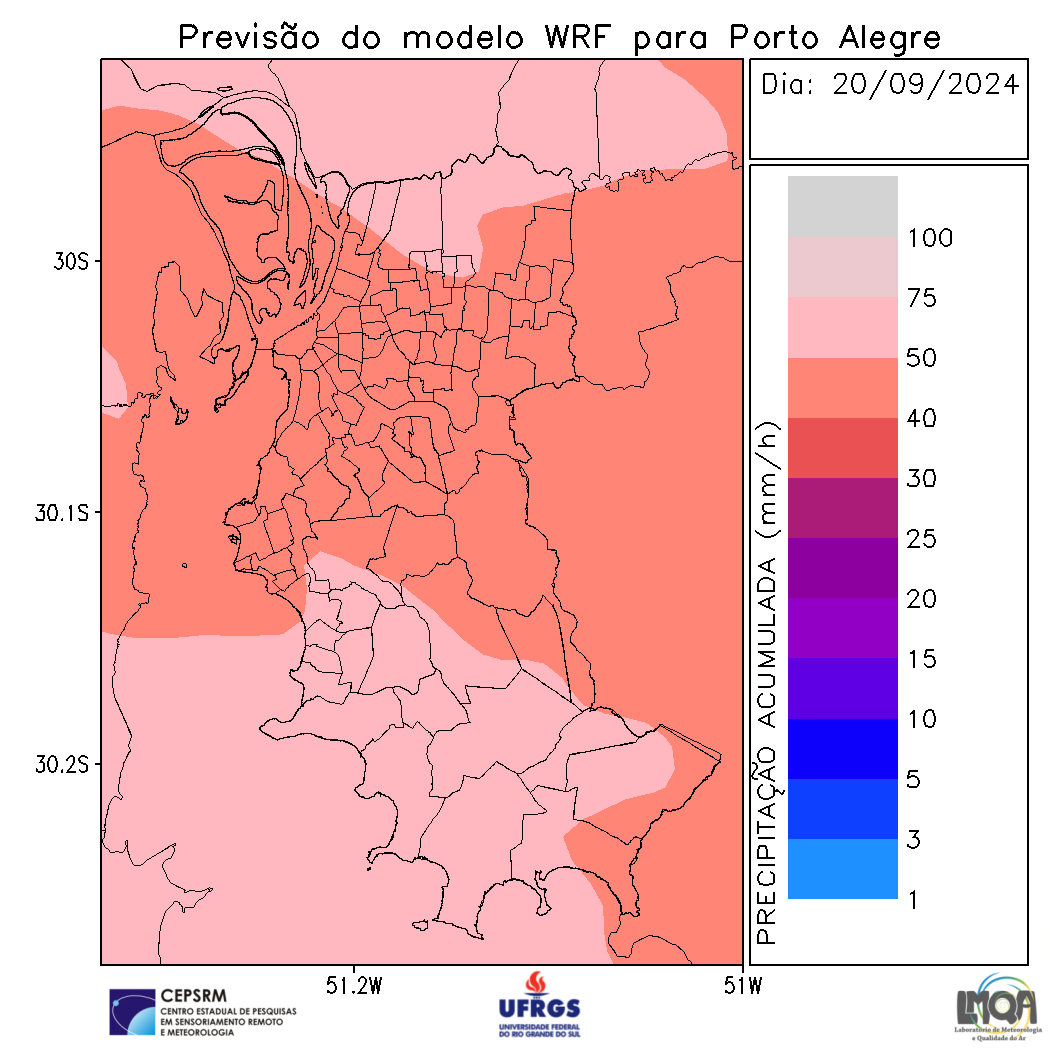 Previsão do modelo WRF para Porto Alegre
Dia: 20/09/2024
30S
30.1S
30.2S
51.2W
51W
PRECIPITAÇÃO ACUMULADA (mm/h)
100
75
50
40
30
25
20
15
10
5
3
1
CEPSRM
CENTRO ESTADUAL DE PESQUISAS
EM SENSORIAMENTO REMOTO
E METEOROLOGIA
UFRGS
UNIVERSIDADE FEDERAL
DO RIO GRANDE DO SUL
LMQA
Laboratório de Meteorologia
e Qualidade do Ar